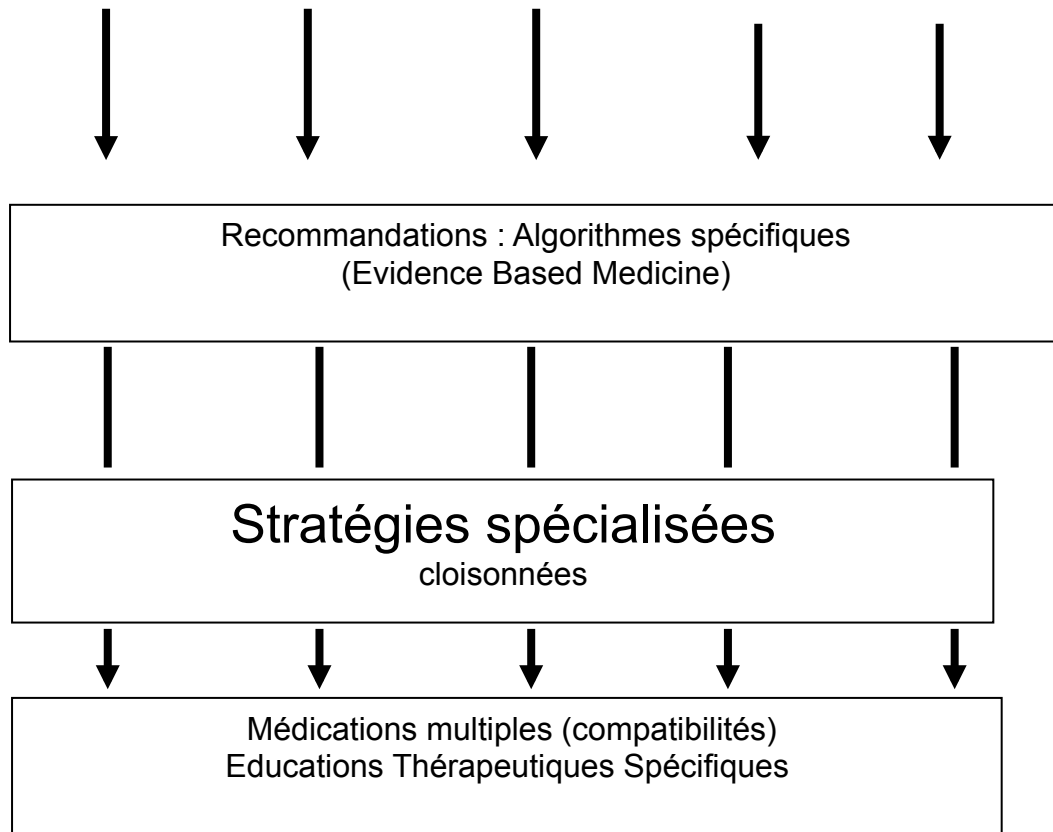 Recommandations : Algorithmes spécifiques
(Evidence Based Medicine)
Stratégies spécialisées
cloisonnées
Médications multiples (compatibilités)
Educations Thérapeutiques Spécifiques